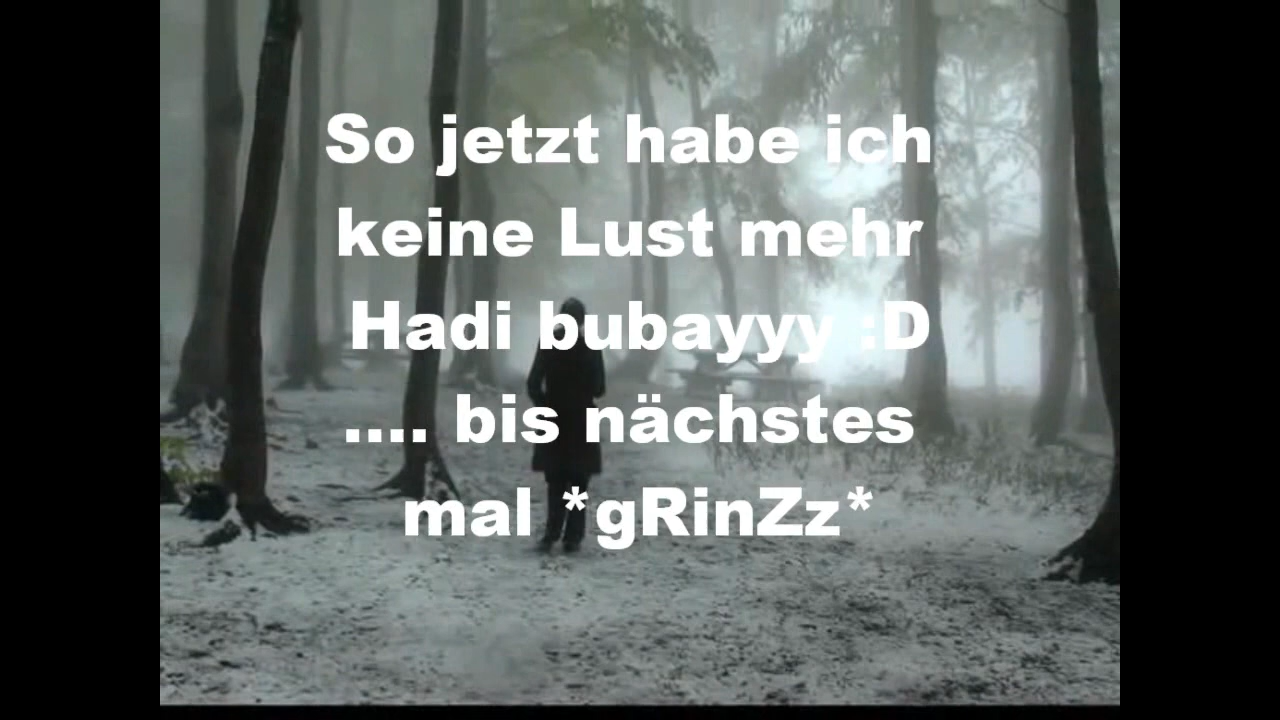 So jetzt habe ich
keine Lust mehr
Hadi bubayyy :D
.... bis nächstes
mal *gRinZz*